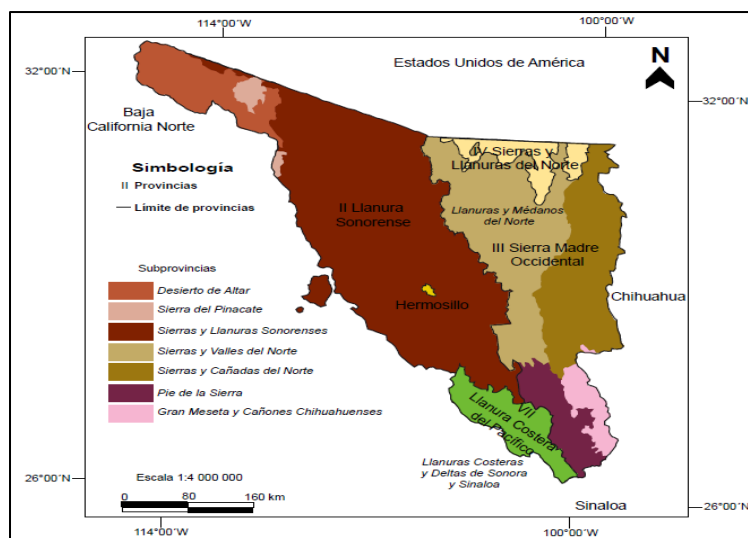 114°00´W
100°00´W
32°00´N
Estados Unidos de América
N
32°00´N
Baja
California Norte
IV Sierras y
Llanuras del Norte
Simbología
II Provincias
Límite de provincias
II Llanura
Sonorense
Llanuras y Médanos
del Norte
III Sierra Madre
Occidental
Subprovincias
Desierto de Altar
Sierra del Pinacate
Sierras y Llanuras Sonorenses
Sierras y Valles del Norte
Sierras y Cañadas del Norte
Pie de la Sierra
Gran Meseta y Cañones Chihuahuenses
Hermosillo
Chihuahua
VII
Llanura Costera
del Pacífico
Llanuras Costeras
y Deltas de Sonora
y Sinaloa
Escala 1:4 000 000
0 80 160 km
26°00´N
Sinaloa
26°00´N
114°00´W
100°00´W